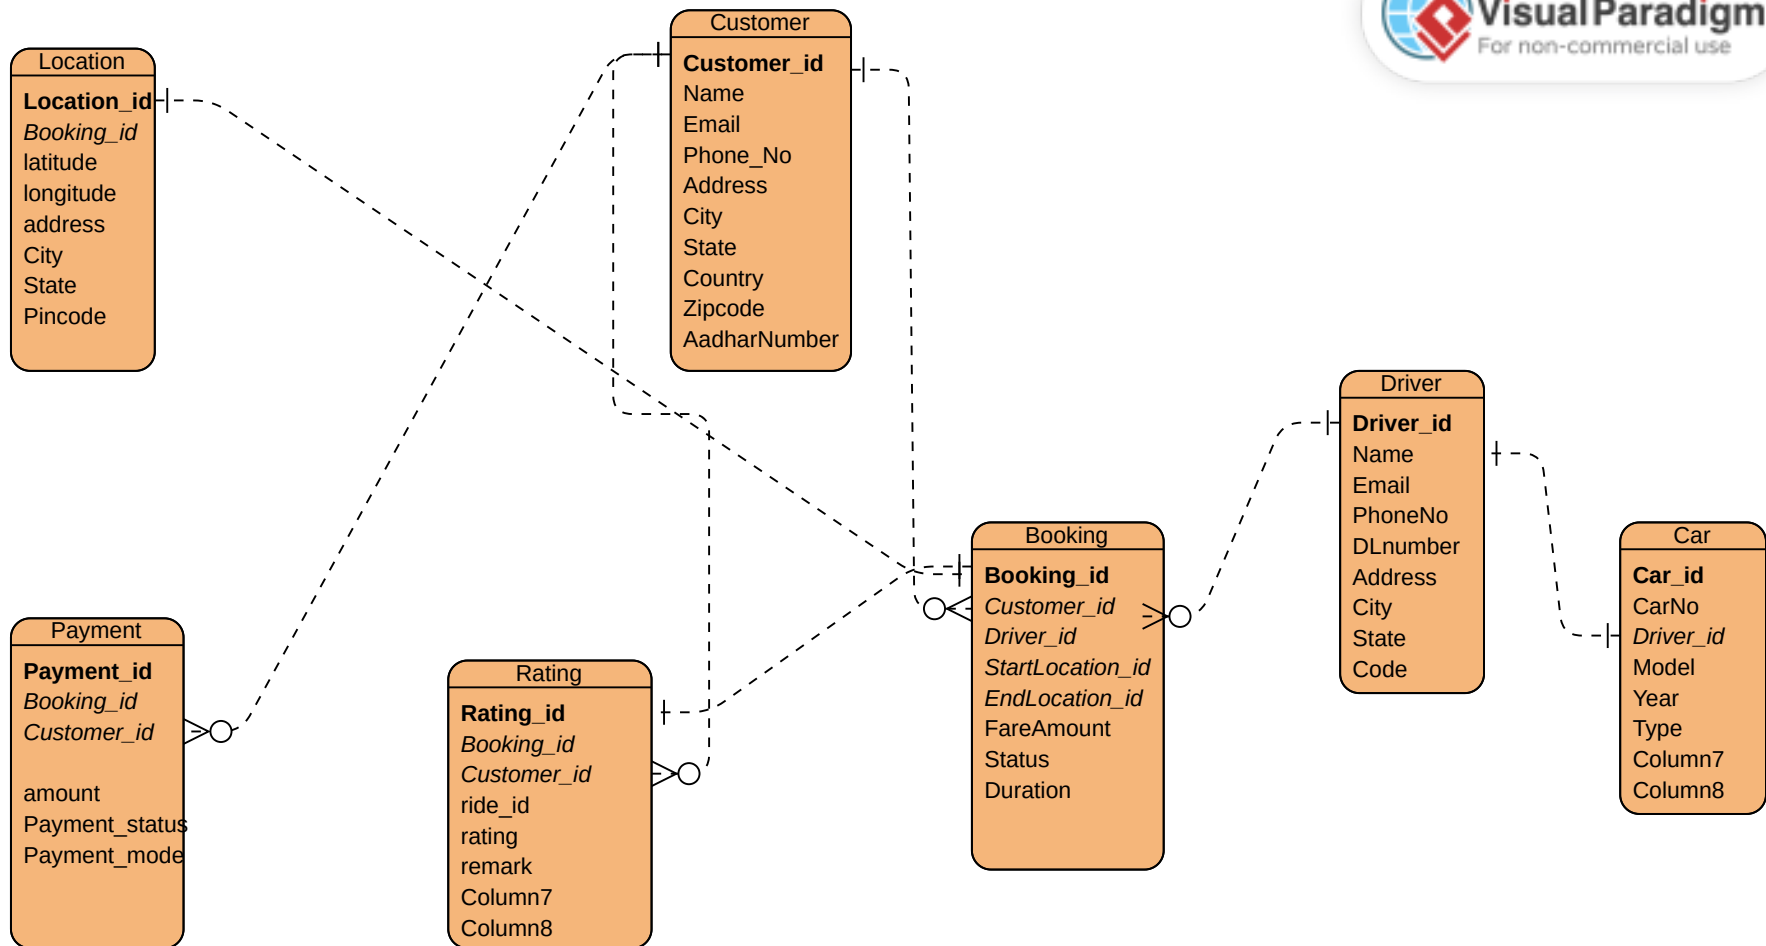 VisualParadigm
For non-commercial use
Location
Location_id
Booking_id
latitude
longitude
address
City
State
Pincode
Customer
Customer_id
Name
Email
Phone_No
Address
City
State
Country
Zipcode
AadharNumber
Driver
Driver_id
Name
Email
PhoneNo
DLnumber
Address
City
State
Code
Booking
Booking_id
Customer_id
Driver_id
StartLocation_id
EndLocation_id
FareAmount
Status
Duration
Car
Car_id
CarNo
Driver_id
Model
Year
Type
Column7
Column8
Payment
Payment_id
Booking_id
Customer_id
amount
Payment_status
Payment_mode
Rating
Rating_id
Booking_id
Customer_id
ride_id
rating
remark
Column7
Column8